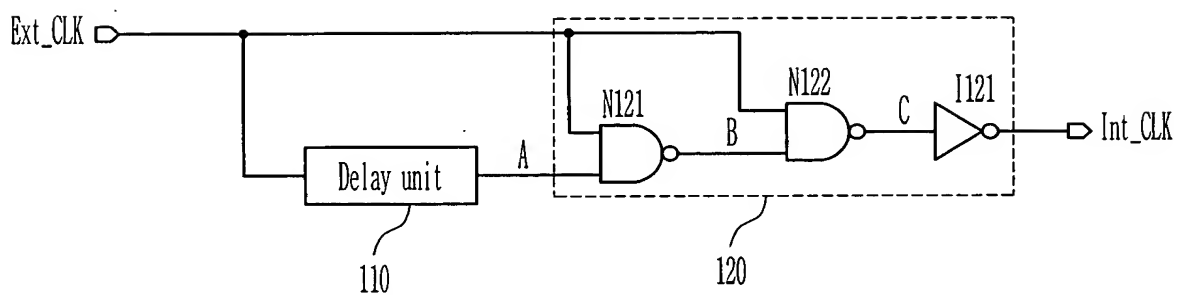 Ext_CLK
N121
N122
I121
A
B
C
Int_CLK
Delay unit
110
120